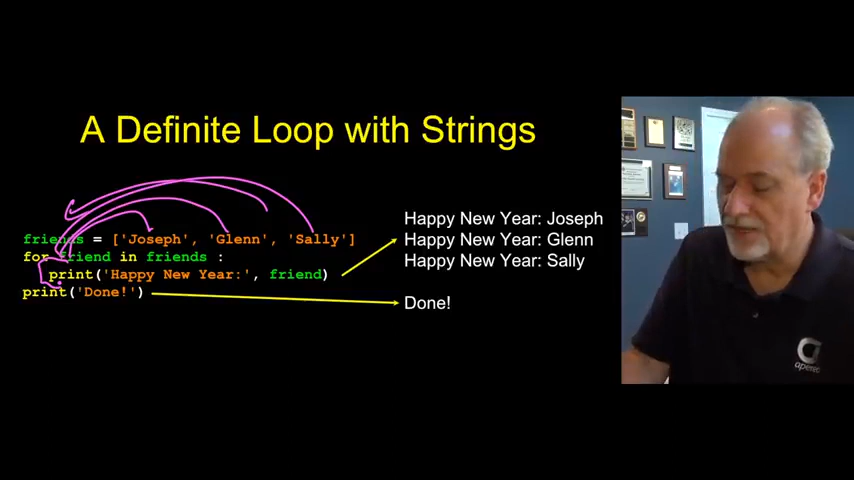 A Definite Loop with Strings
friends = ['Joseph', 'Glenn', 'Sally']
for friend in friends :
print('Happy New Year:', friend)
print('Done!')
Happy New Year: Joseph
Happy New Year: Glenn
Happy New Year: Sally
Done!
apereo